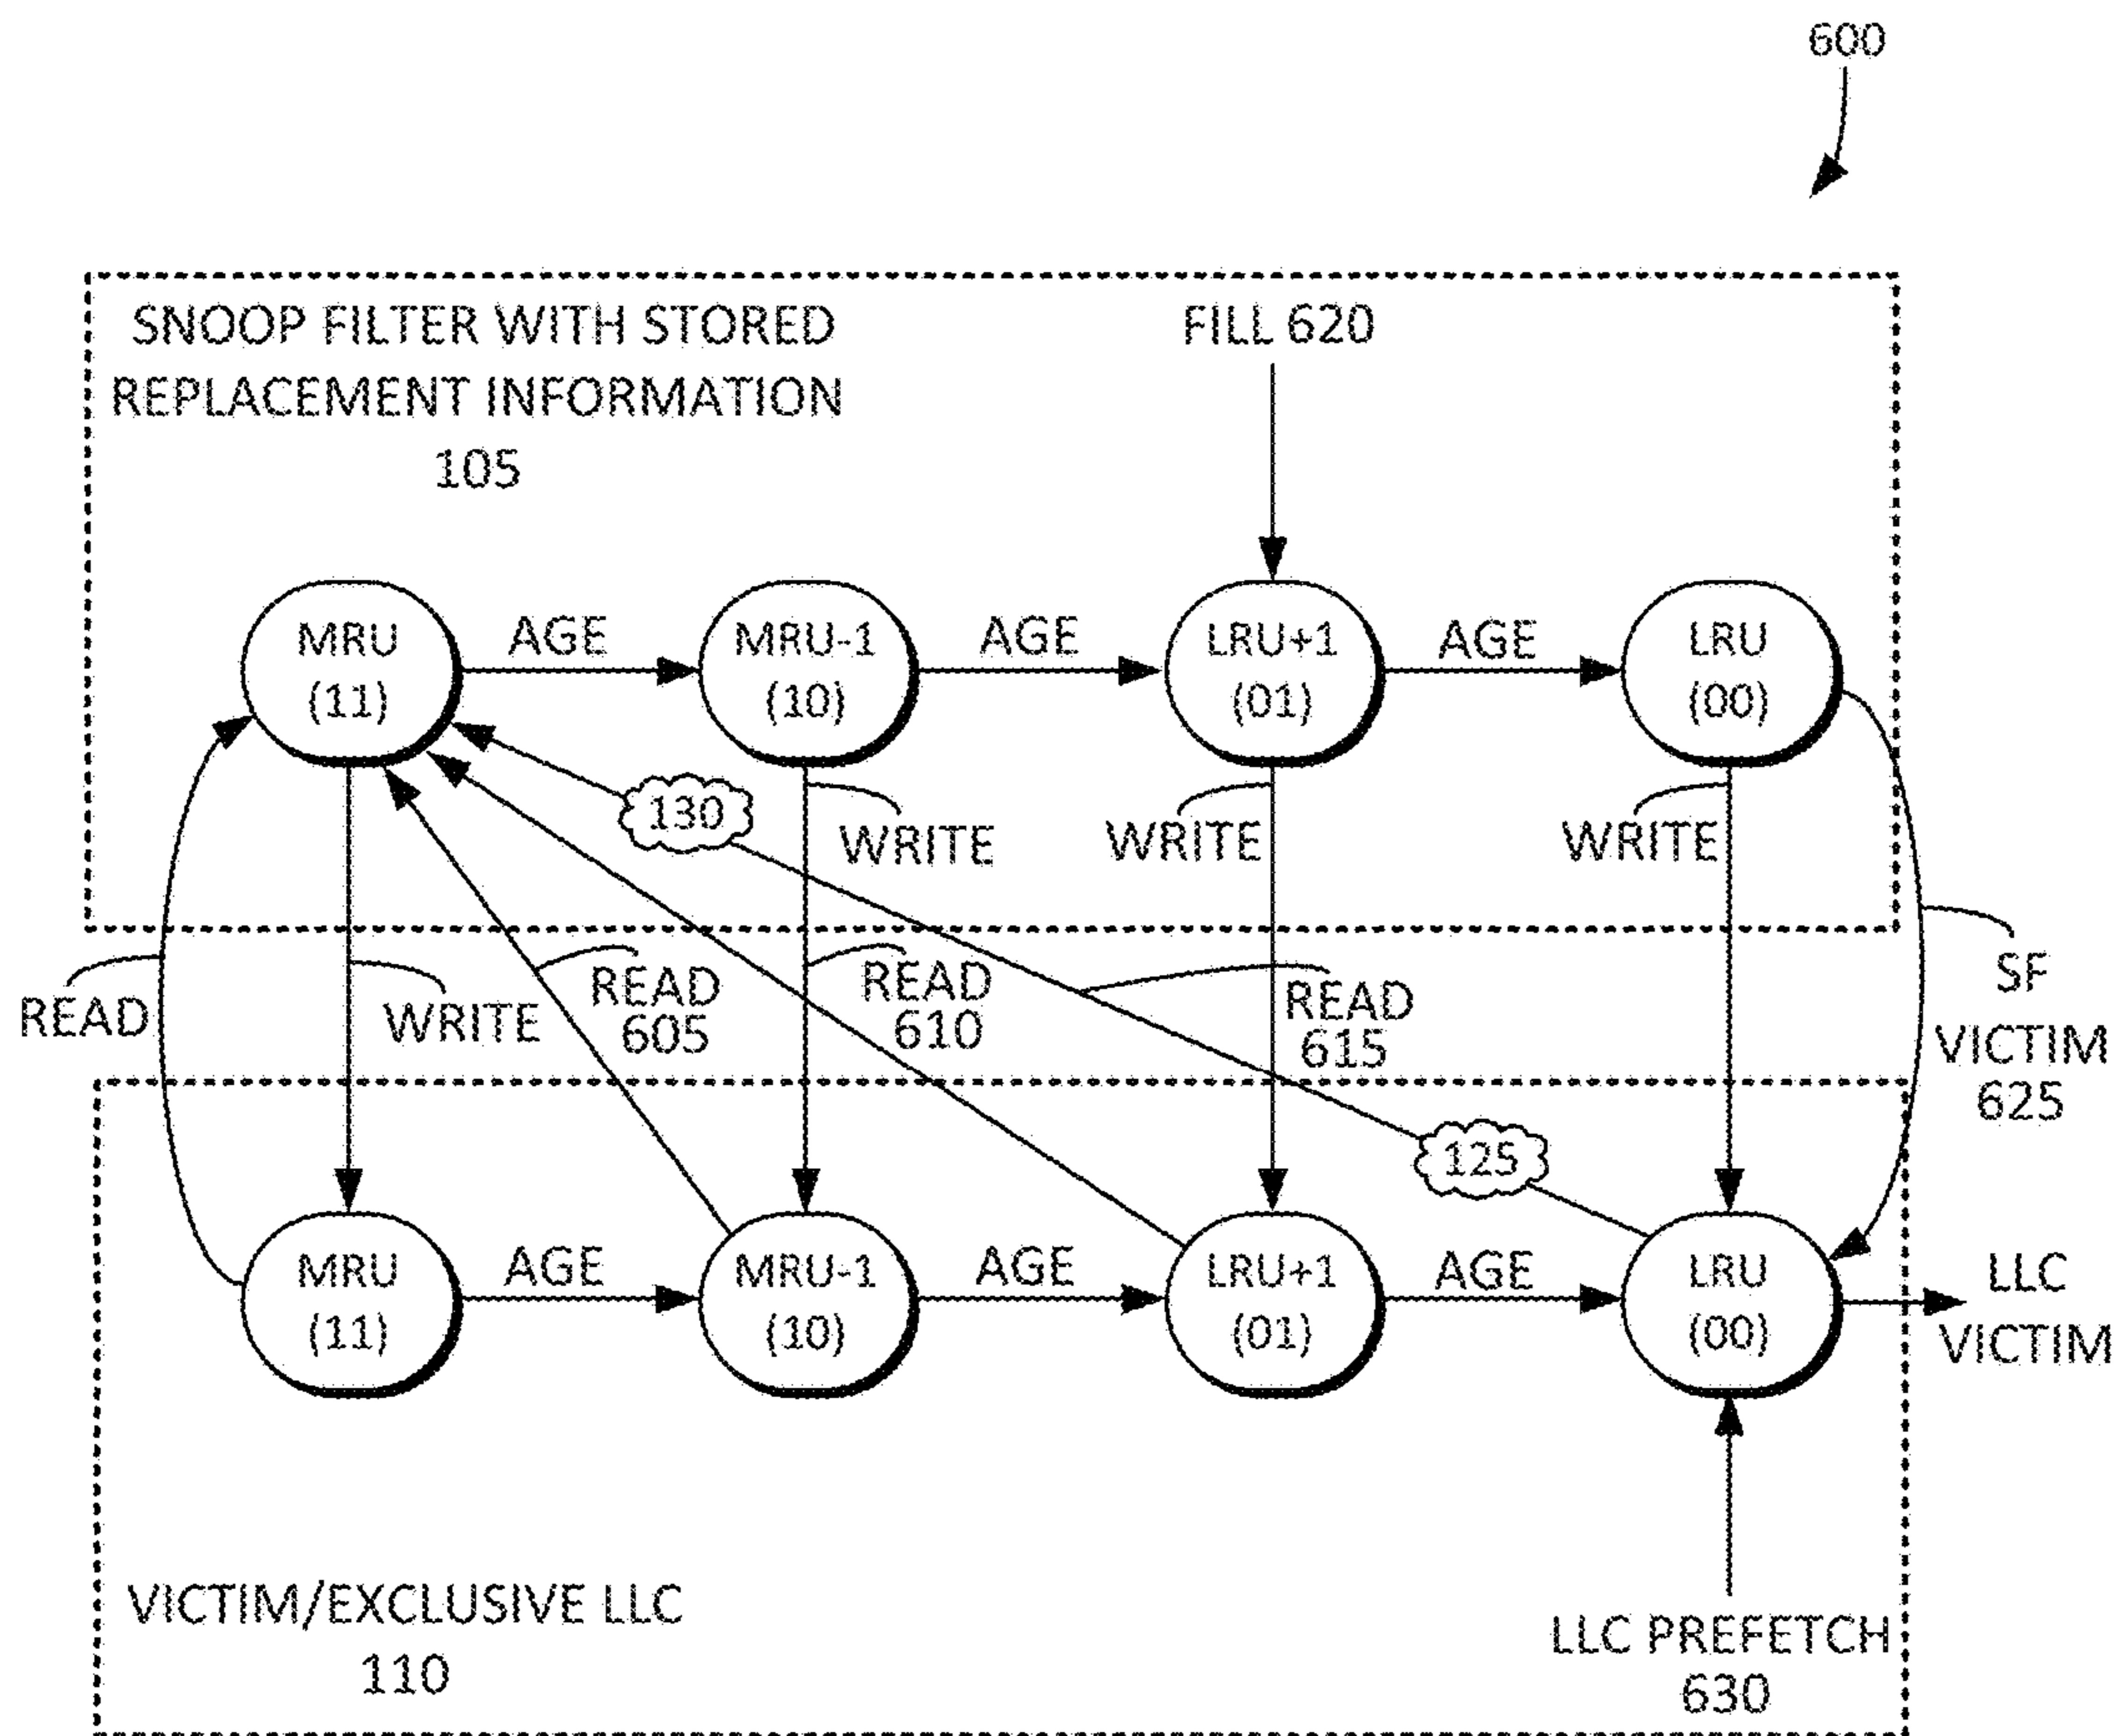 600
SNOOP FILTER WITH STORED
REPLACEMENT INFORMATION
105
FILL 620
MRU
(11)
AGE
MRU-1
(10)
AGE
LRU+1
(01)
AGE
LRU
(00)
130
WRITE
WRITE
WRITE
READ
WRITE
READ
605
READ
610
READ
615
SF
VICTIM
625
125
MRU
(11)
AGE
MRU-1
(10)
AGE
LRU+1
(01)
AGE
LRU
(00)
LLC
VICTIM
VICTIM/EXCLUSIVE LLC
110
LLC PREFETCH
630